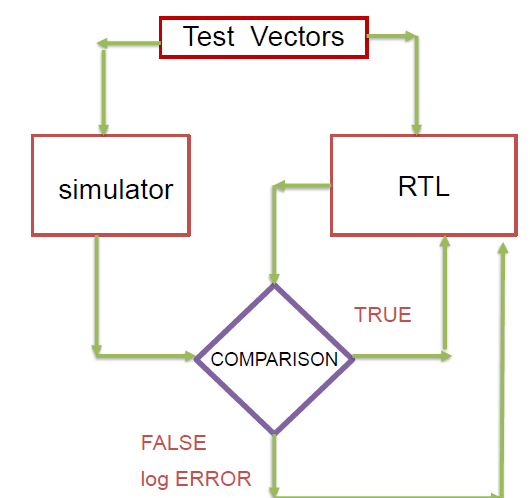 Test Vectors
simulator
RTL
TRUE
COMPARISON
FALSE
log ERROR